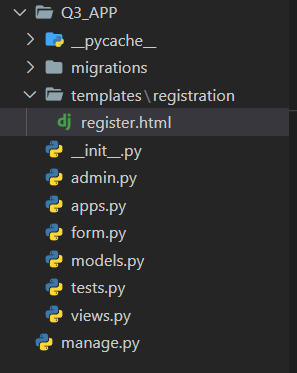 Q3_APP
__pycache__
migrations
templates\registration
dj register.html
__init__.py
admin.py
apps.py
form.py
models.py
tests.py
views.py
manage.py